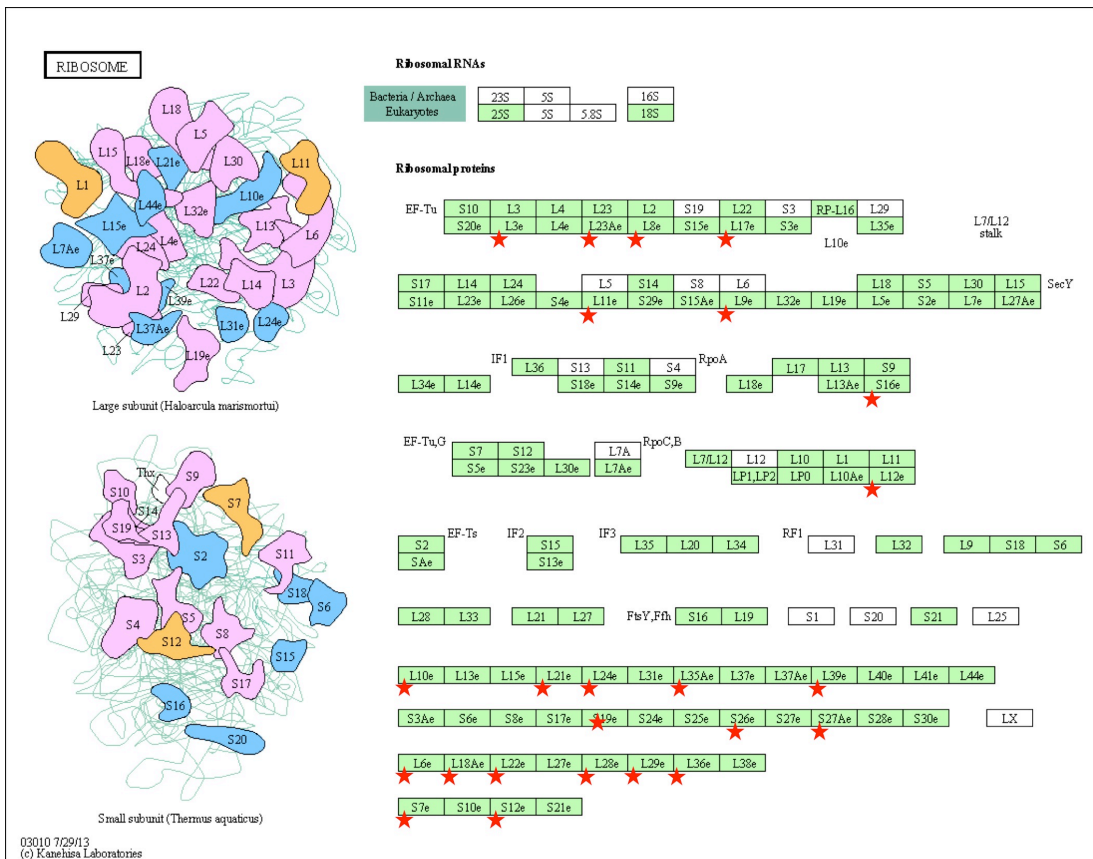 RIBOSOME
Ribosomal RNAs
Bacteria / Archaea 23S 5S 16S
Eukaryotes 25S 5S 5.8S 18S
Ribosomal proteins
EF-Tu S10 L3 L4 L23 L2 S19 L22 S3 RP-L16 L29
S20e L3e L4e L23Ae L8e S15e L17e S3e L10e L35e
L7/L12
stalk
S17 L14 L24 L5 S14 S8 L6 L18 S5 L30 L15 SecY
S11e L23e L26e S4e L11e S29e S15Ae L9e L32e L19e L5e S2e L7e L27Ae
IF1 L36 S13 S11 S4 RpoA L17 L13 S9
L34e L14e S18e S14e S9e L18e L13Ae S16e
EF-Tu,G S7 S12 L7A RpoC,B L7/L12 L12 L10 L1 L11
S5e S23e L30e L7Ae LP1,LP2 LP0 L10Ae L12e
S2 EF-Ts IF2 S15 IF3 L35 L20 L34 RF1 L31 L32 L9 S18 S6
SAe S13e
L28 L33 L21 L27 FtsY,Ffh S16 L19 S1 S20 S21 L25
L10e L13e L15e L21e L24e L31e L35Ae L37e L37Ae L39e L40e L41e L44e
S3Ae S6e S8e S17e S19e S24e S25e S26e S27e S27Ae S28e S30e LX
L6e L18Ae L22e L27e L28e L29e L36e L38e
S7e S10e S12e S21e
L18
L5
L15
L18e
L21e
L30
L11
L1
L44e
L10e
L32e
L15e
L13
L6
L7Ae
L24
L4e
L37e
L22
L14
L3
L2
L39e
L29
L37Ae
L31e
L24e
L23
L19e
Large subunit (Haloarcula marismortui)
Thx
S9
S10
S14
S7
S19
S13
S3
S2
S11
S18
S6
S4
S5
S8
S12
S15
S17
S16
S20
Small subunit (Thermus aquaticus)
03010 7/29/13
(c) Kanehisa Laboratories